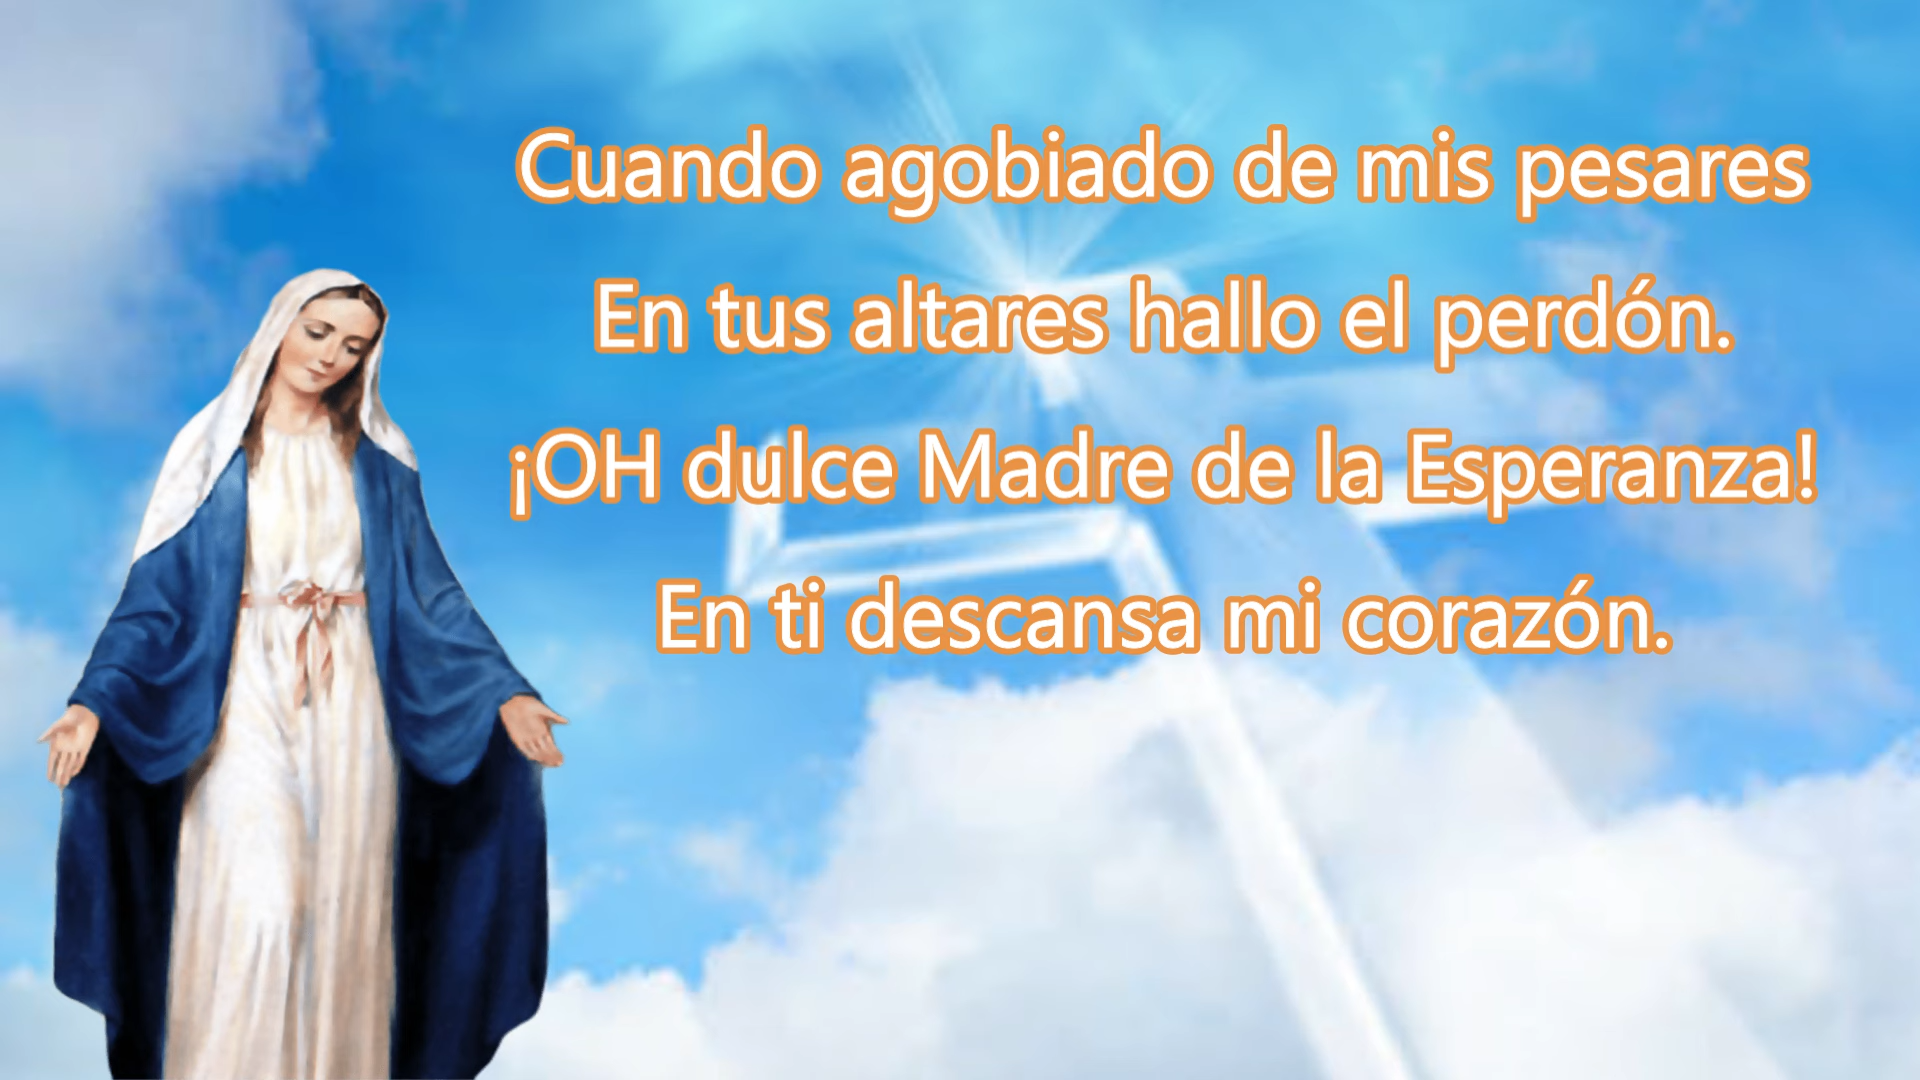 Cuando agobiado de mis pesares
En tus altares hallo el perdón.
¡OH dulce Madre de la Esperanza!
En ti descansa mi corazón.